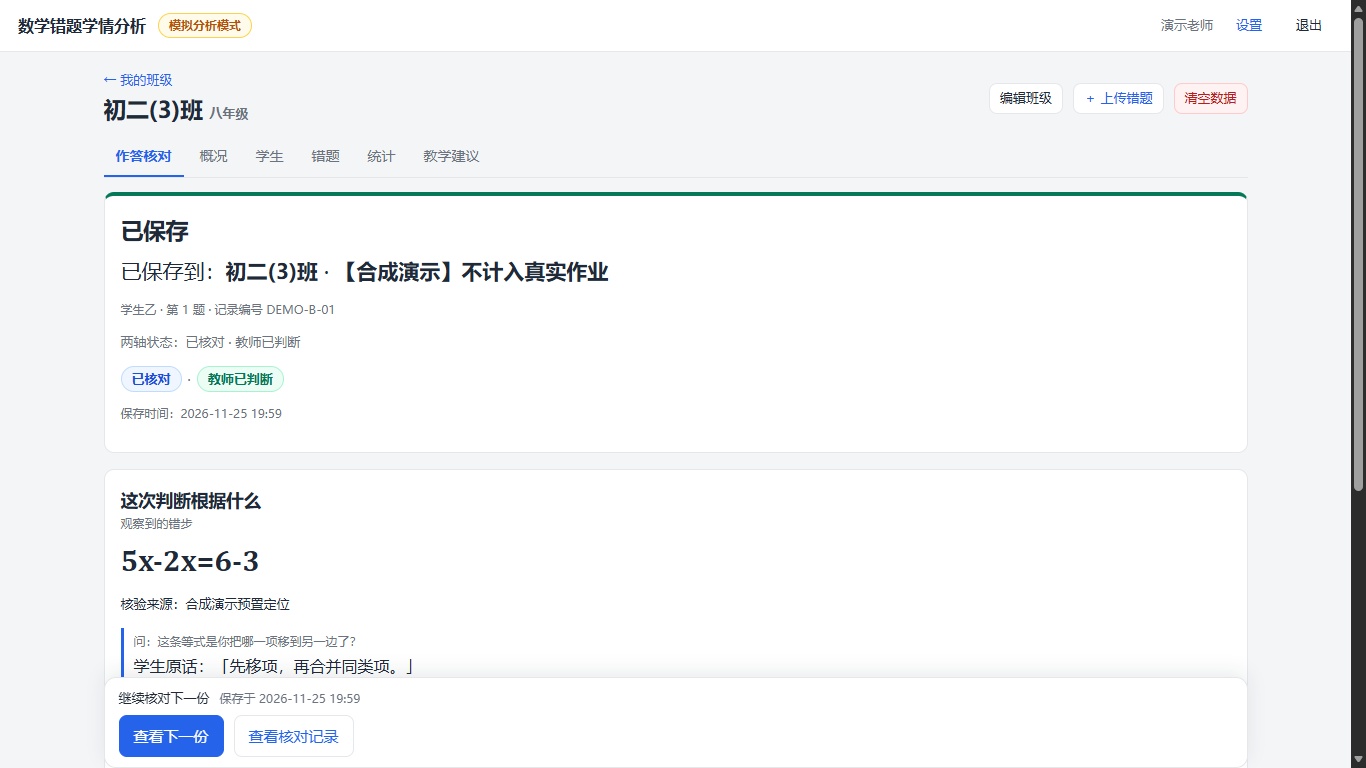 数学错题学情分析 模拟分析模式 演示老师 设置 退出
← 我的班级
初二(3)班 八年级 编辑班级 + 上传错题 清空数据
作答核对 概况 学生 错题 统计 教学建议
已保存
已保存到：初二(3)班 · 【合成演示】不计入真实作业
学生乙 · 第 1 题 · 记录编号 DEMO-B-01
两轴状态：已核对 · 教师已判断
已核对 · 教师已判断
保存时间：2026-11-25 19:59
这次判断根据什么
观察到的错步
5x-2x=6-3
核验来源：合成演示预置定位
问：这条等式是你把哪一项移到另一边了？
学生原话：「先移项，再合并同类项。」
继续核对下一份 保存于 2026-11-25 19:59
查看下一份 查看核对记录